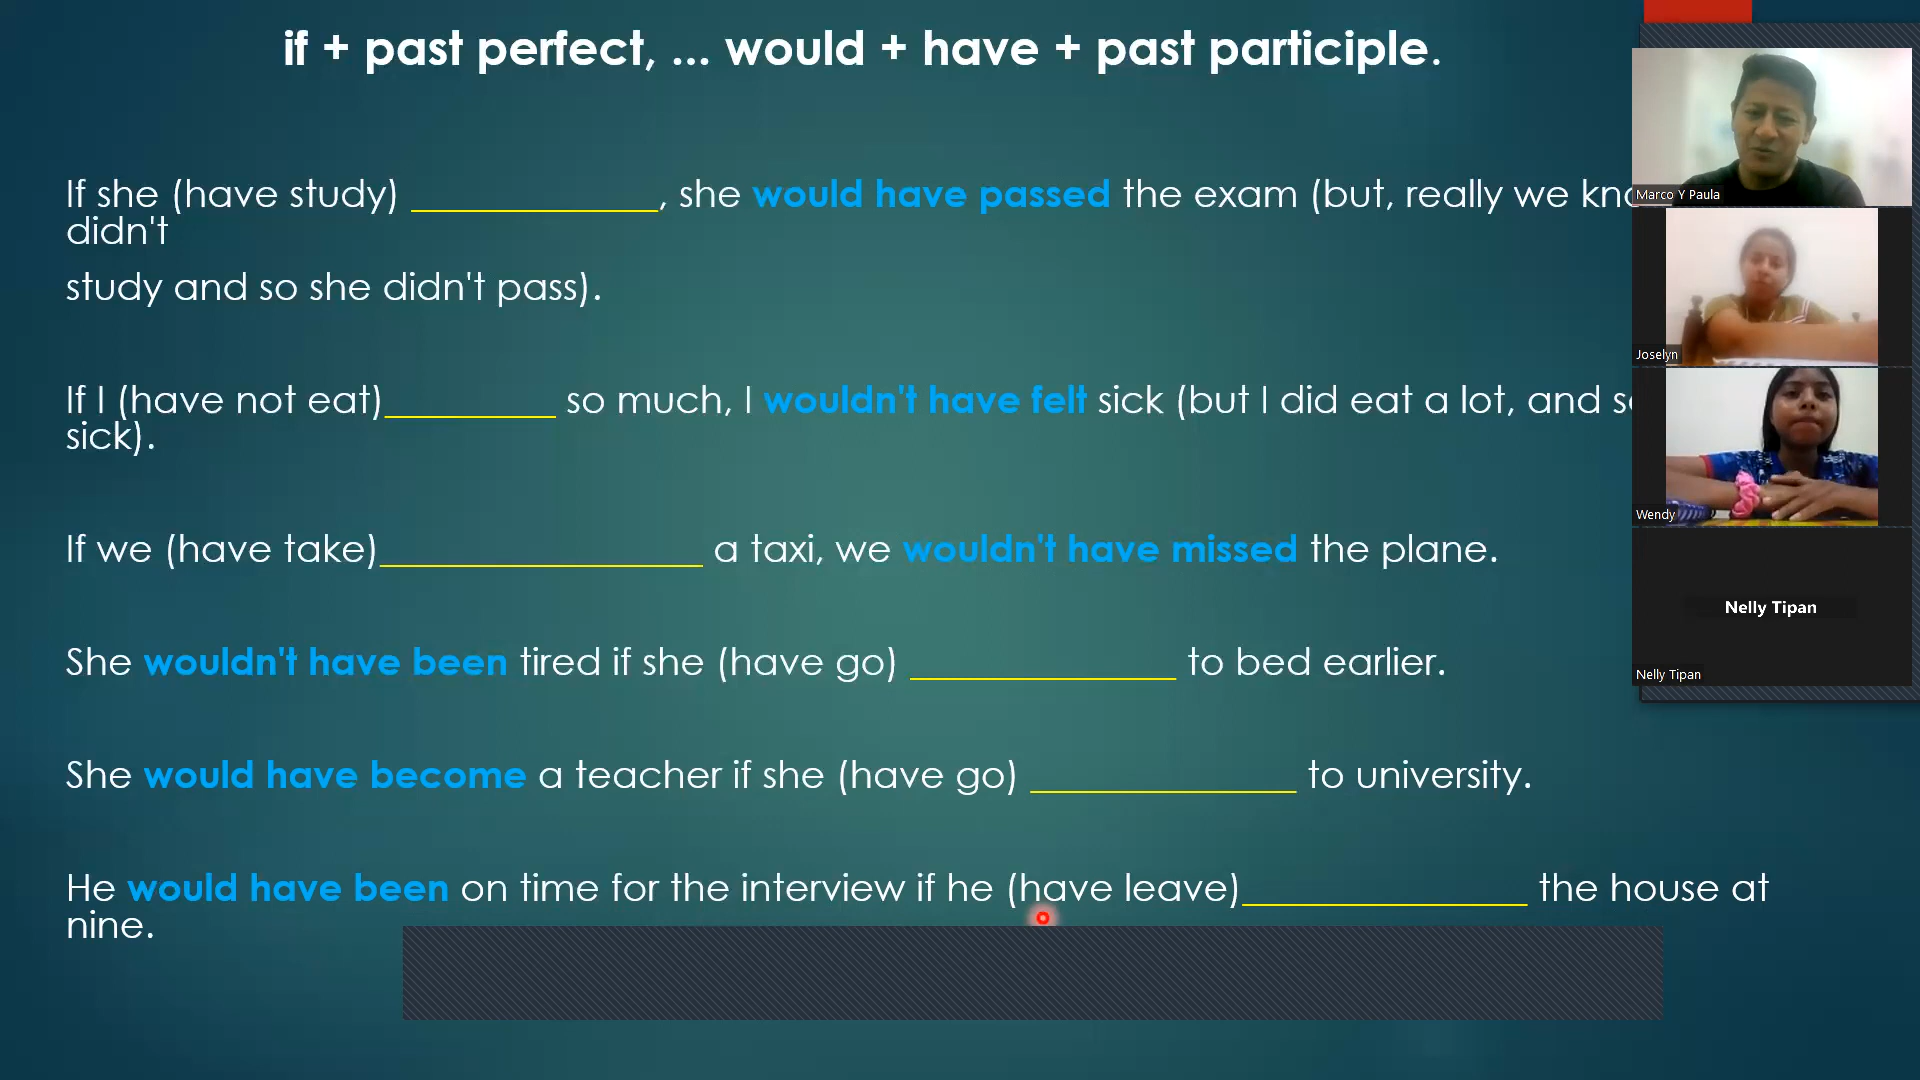 if + past perfect, ... would + have + past participle.
If she (have study) ____________, she would have passed the exam (but, really we
didn't
study and so she didn't pass).
If I (have not eat)_________ so much, I wouldn't have felt sick (but I did eat a lot, and
sick).
If we (have take)________________ a taxi, we wouldn't have missed the plane.
She wouldn't have been tired if she (have go) _____________ to bed earlier.
She would have become a teacher if she (have go) _____________ to university.
He would have been on time for the interview if he (have leave)______________ the house at
nine.
Marco Y Paula
Joselyn
Wendy
Nelly Tipan
Nelly Tipan